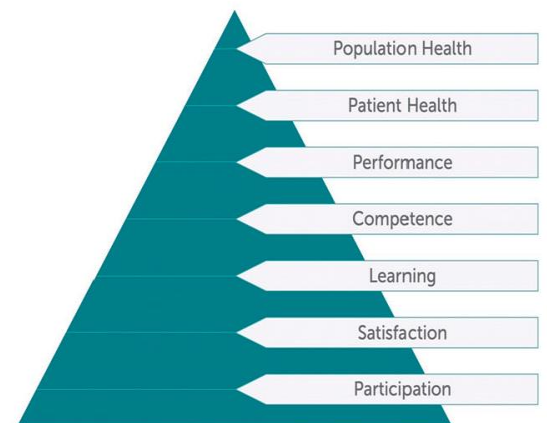 Population Health
Patient Health
Performance
Competence
Learning
Satisfaction
Participation